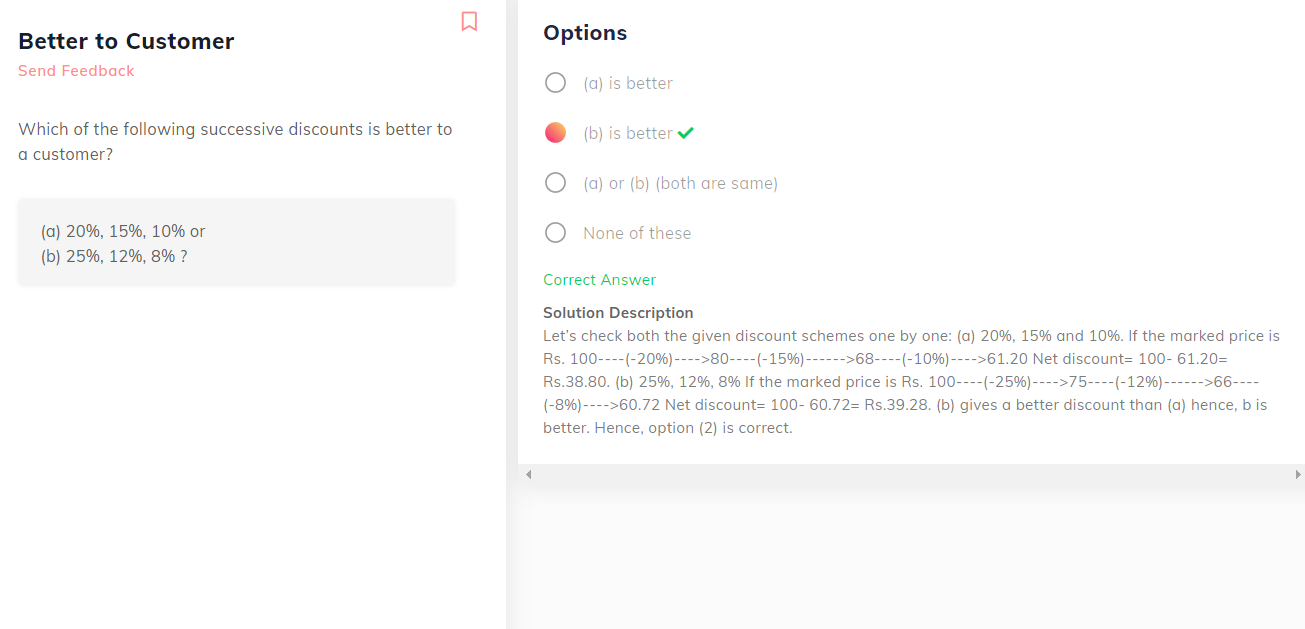 Better to Customer
Send Feedback
Which of the following successive discounts is better to
a customer?
(a) 20%, 15%, 10% or
(b) 25%, 12%, 8% ?
Options
(a) is better
(b) is better
(a) or (b) (both are same)
None of these
Correct Answer
Solution Description
Let's check both the given discount schemes one by one: (a) 20%, 15% and 10%. If the marked price is
Rs. 100----(-20%)---->80----(-15%)------>68----(-10%)---->61.20 Net discount= 100- 61.20=
Rs.38.80. (b) 25%, 12%, 8% If the marked price is Rs. 100----(-25%)---->75----(-12%)------>66----
(-8%)---->60.72 Net discount= 100- 60.72= Rs.39.28. (b) gives a better discount than (a) hence, b is
better. Hence, option (2) is correct.